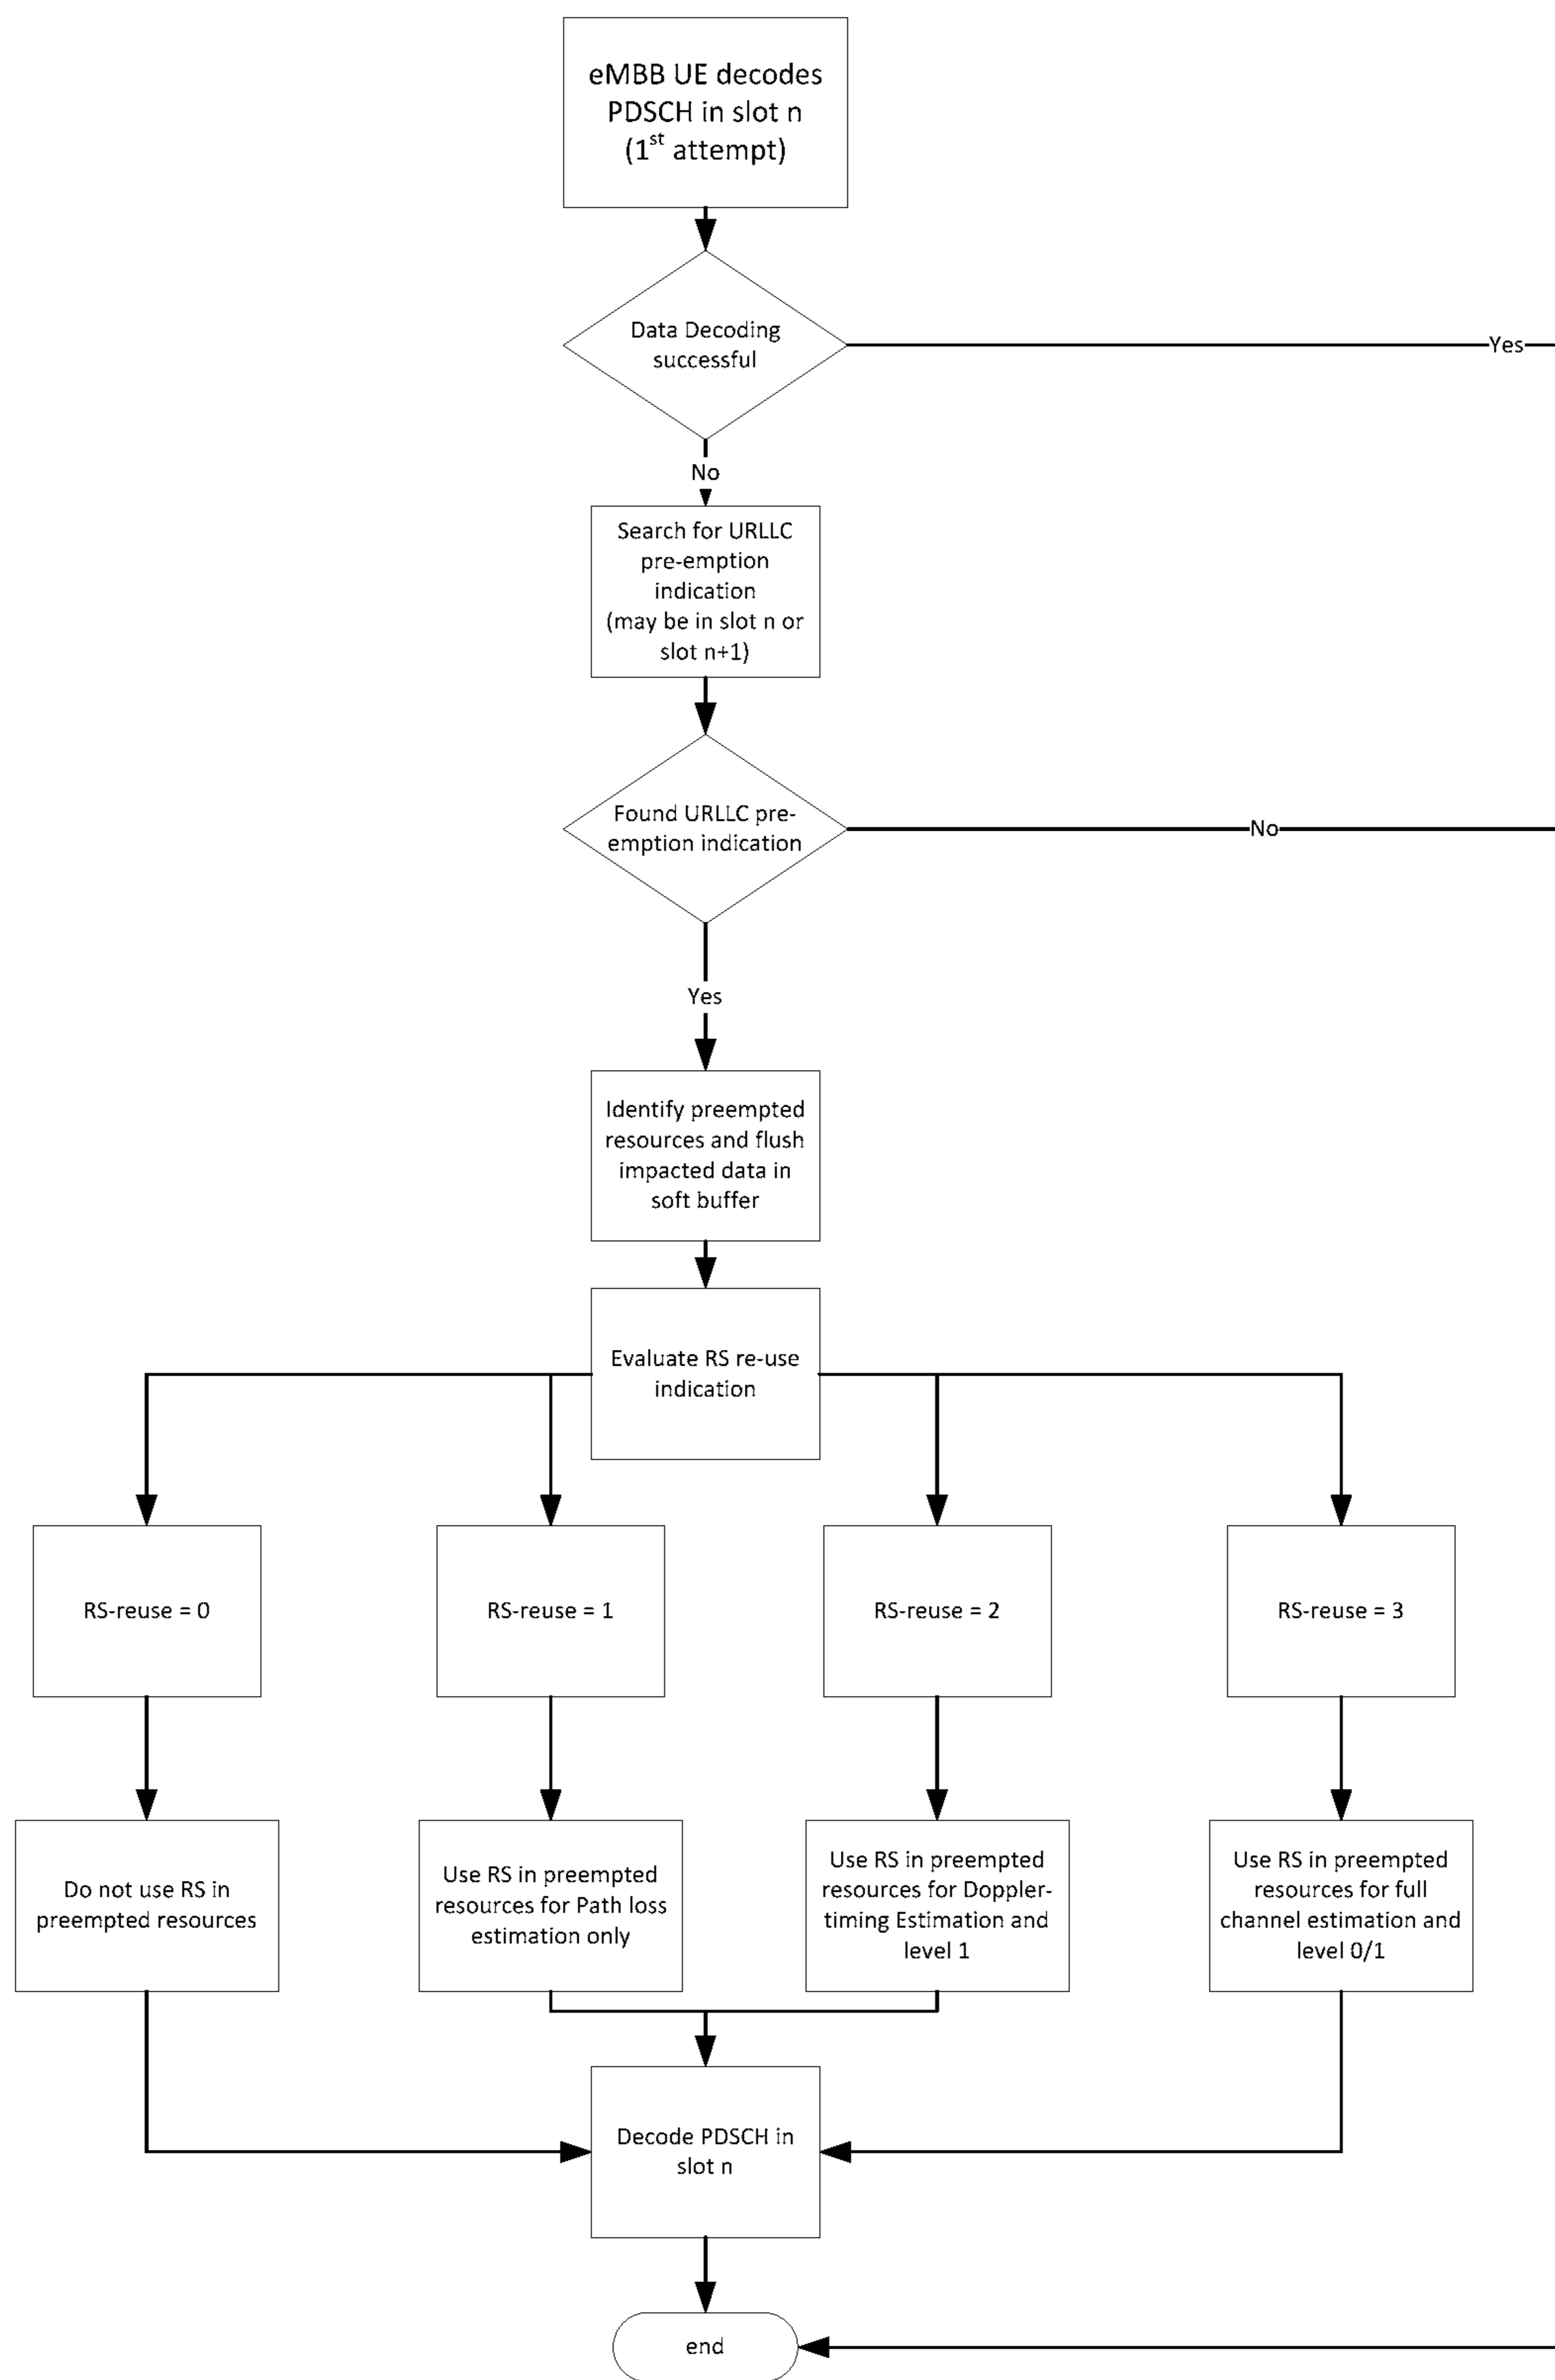 eMBB UE decodes
PDSCH in slot n
(1st attempt)
Data Decoding
successful
Yes
No
Search for URLLC
pre-emption
indication
(may be in slot n or
slot n+1)
Found URLLC pre-
emption indication
No
Yes
Identify preempted
resources and flush
impacted data in
soft buffer
Evaluate RS re-use
indication
RS-reuse = 0
RS-reuse = 1
RS-reuse = 2
RS-reuse = 3
Do not use RS in
preempted resources
Use RS in preempted
resources for Path loss
estimation only
Use RS in preempted
resources for Doppler-
timing Estimation and
level 1
Use RS in preempted
resources for full
channel estimation and
level 0/1
Decode PDSCH in
slot n
end